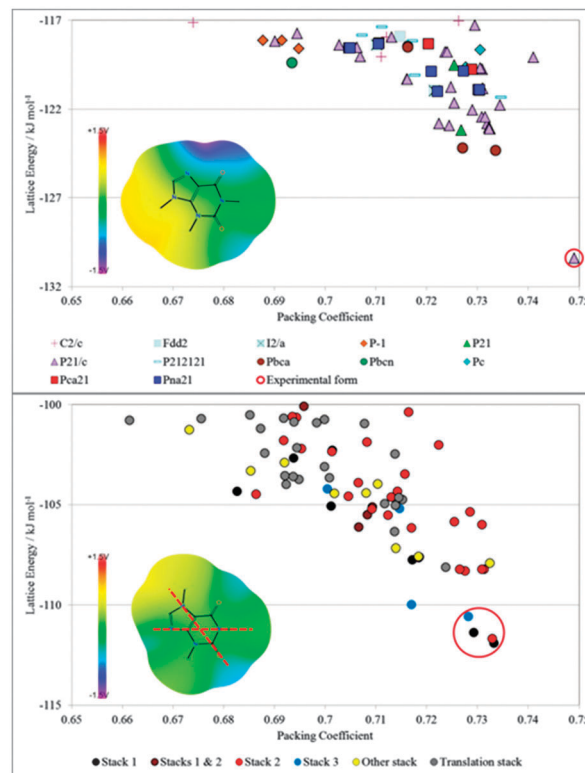 -117
-122
-127
-132
Lattice Energy / kJ mol⁻¹
+1.5V
-1.5V
0.65 0.66 0.67 0.68 0.69 0.7 0.71 0.72 0.73 0.74 0.75
Packing Coefficient
C2/c Fdd2 I2/a P-1 P21
P21/c P212121 Pbca Pbcn Pc
Pca21 Pna21 Experimental form
-100
-105
-110
-115
Lattice Energy / kJ mol⁻¹
+1.5V
-1.5V
0.65 0.66 0.67 0.68 0.69 0.7 0.71 0.72 0.73 0.74 0.75
Packing Coefficient
Stack 1 Stacks 1 & 2 Stack 2 Stack 3 Other stack Translation stack